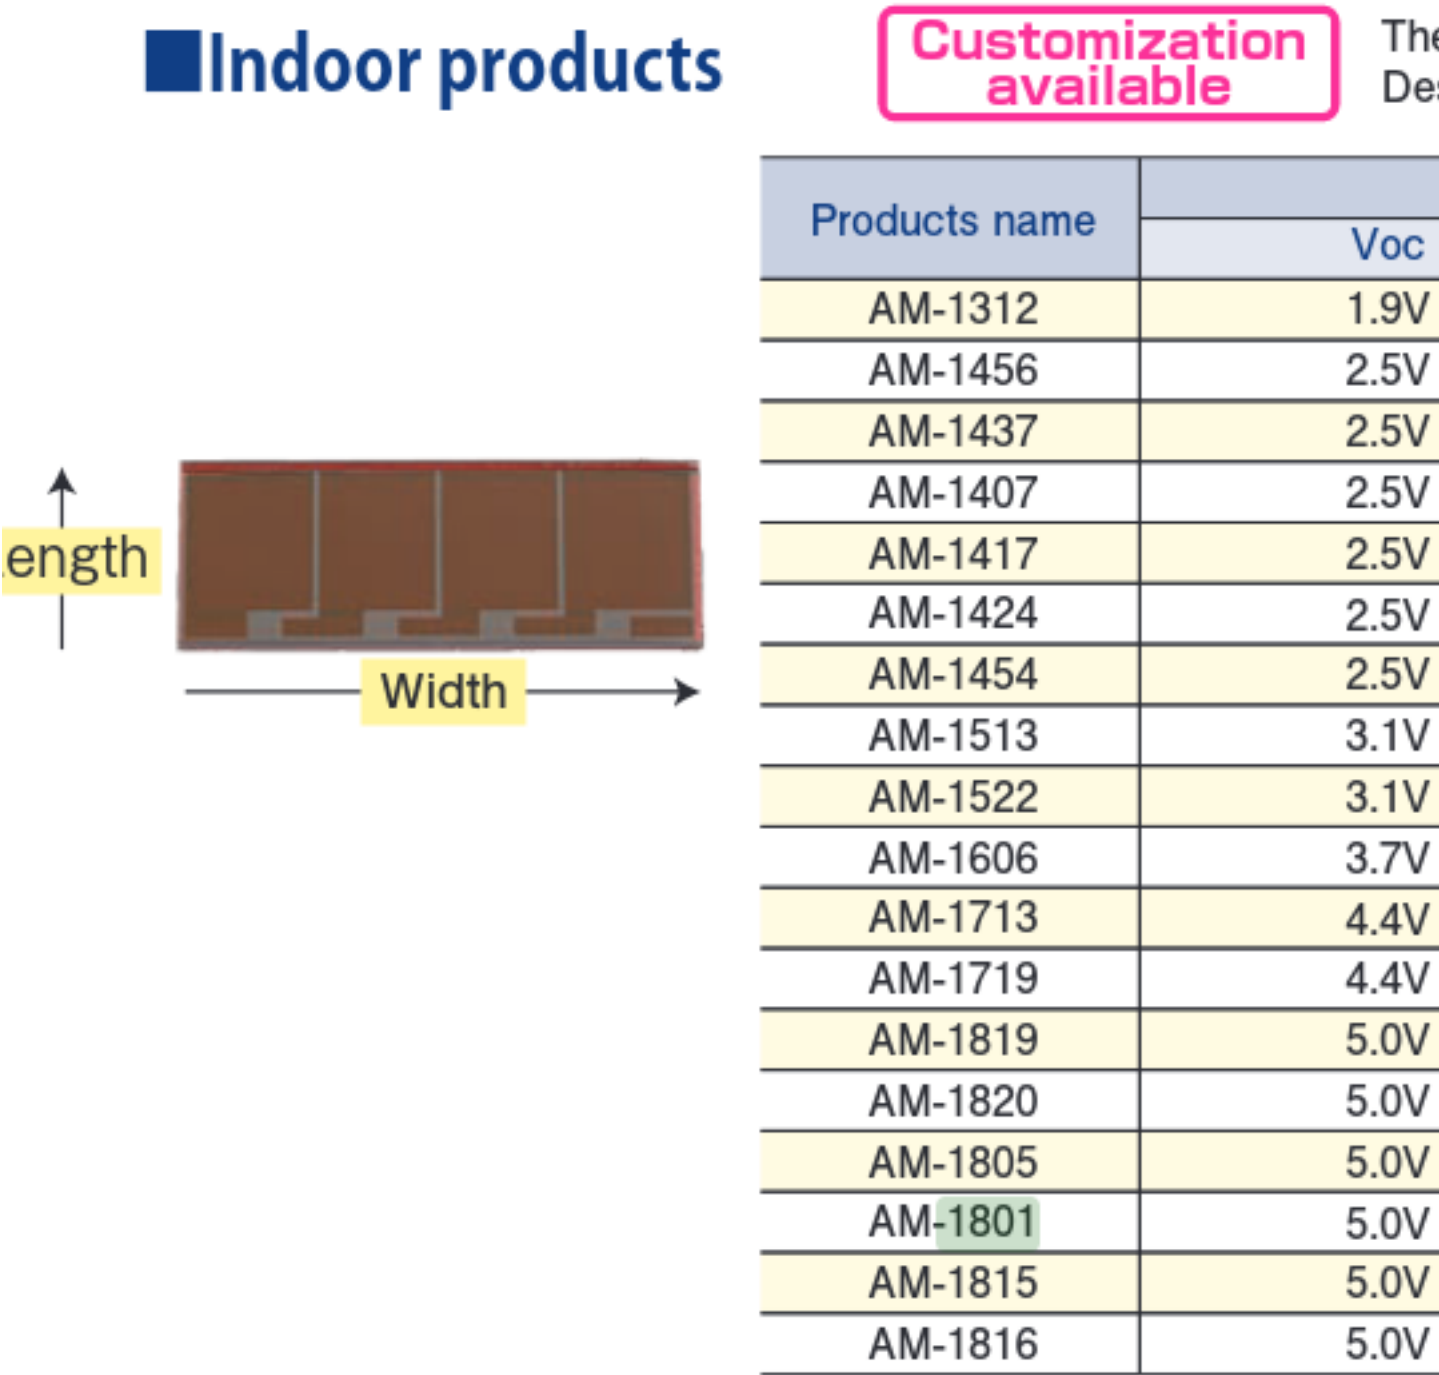 ■Indoor products
Customization
available
The
Des
Products name
Voc
AM-1312 1.9V
AM-1456 2.5V
AM-1437 2.5V
AM-1407 2.5V
AM-1417 2.5V
AM-1424 2.5V
AM-1454 2.5V
AM-1513 3.1V
AM-1522 3.1V
AM-1606 3.7V
AM-1713 4.4V
AM-1719 4.4V
AM-1819 5.0V
AM-1820 5.0V
AM-1805 5.0V
AM-1801 5.0V
AM-1815 5.0V
AM-1816 5.0V
ength
Width